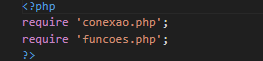 <?php
require 'conexao.php';
require 'funcoes.php';
?>